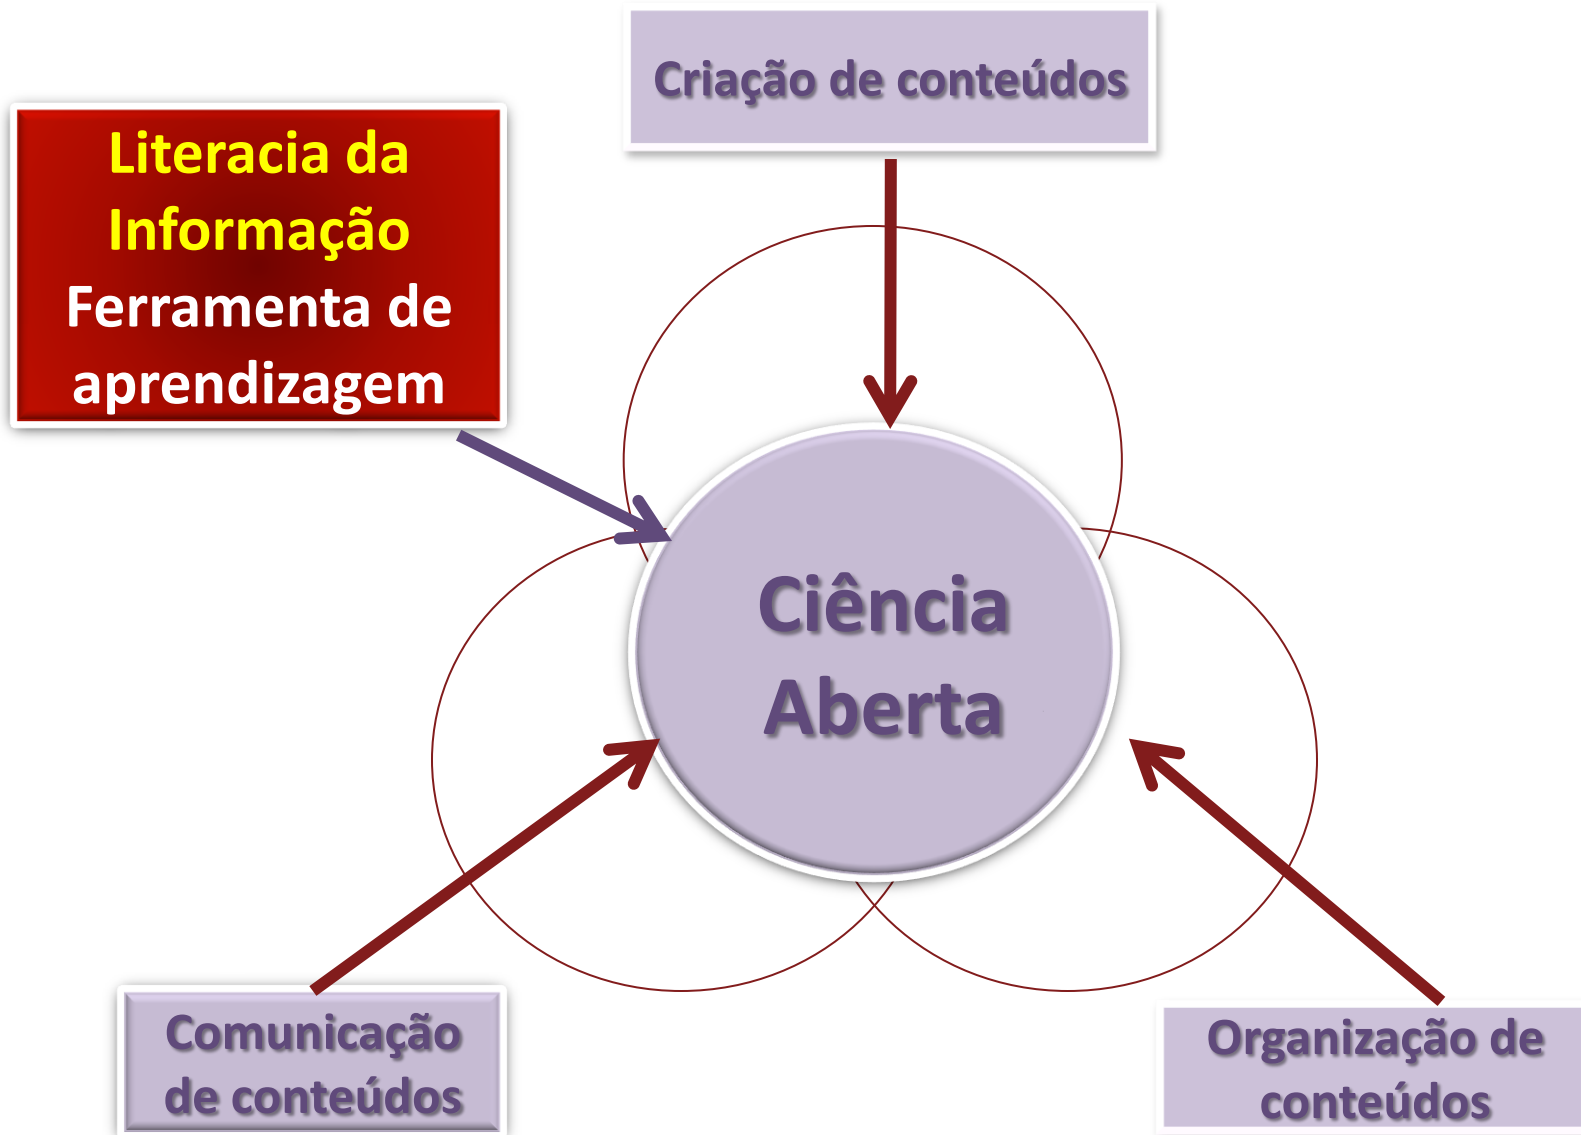 Criação de conteúdos
Literacia da
Informação
Ferramenta de
aprendizagem
Ciência
Aberta
Comunicação
de conteúdos
Organização de
conteúdos